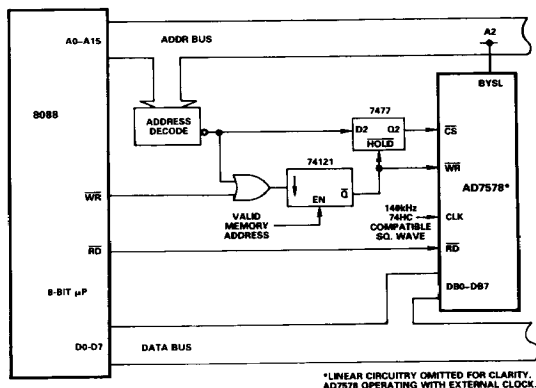 A0–A15
ADDR BUS
A2
BYSL
8088
ADDRESS
DECODE
7477
D2 Q2
HOLD
CS
74121
EN
Q
WR
WR
AD7578*
VALID
MEMORY
ADDRESS
140kHz
74HC
COMPATIBLE
SQ. WAVE
CLK
RD
RD
8-BIT µP
DB0–DB7
D0-D7
DATA BUS
*LINEAR CIRCUITRY OMITTED FOR CLARITY.
AD7578 OPERATING WITH EXTERNAL CLOCK.